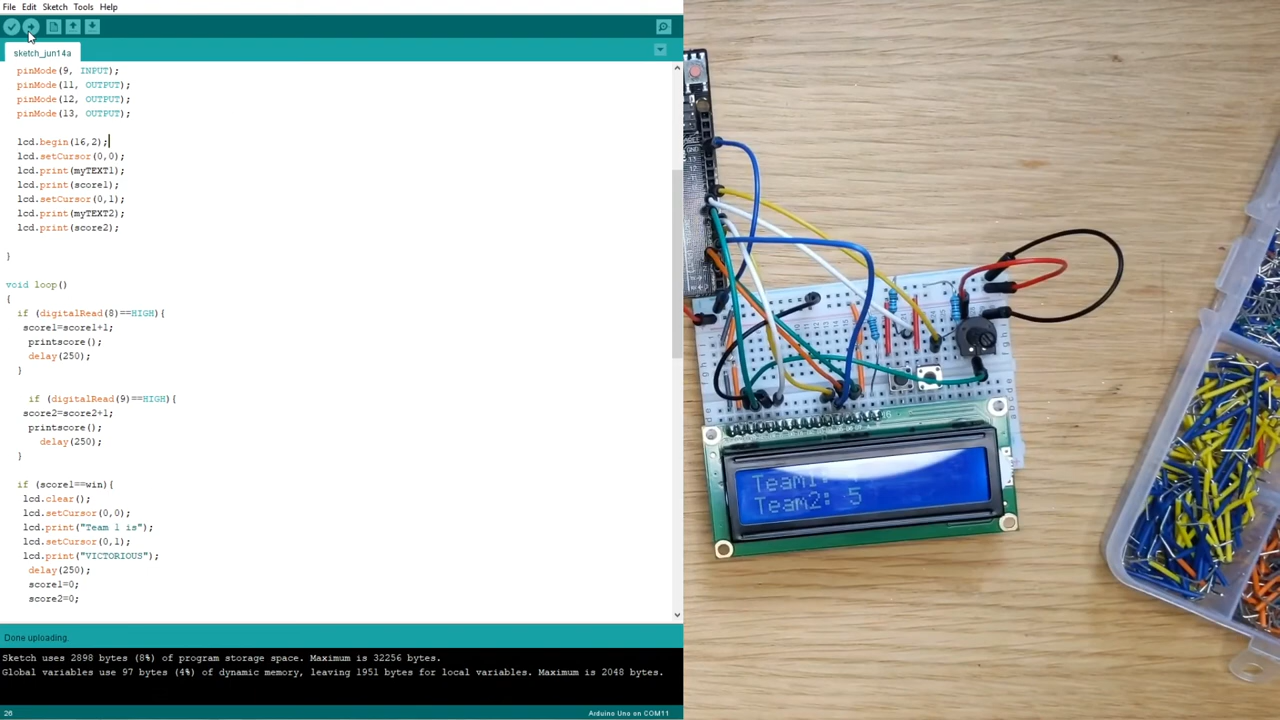 File Edit Sketch Tools Help
sketch_jun14a
pinMode(9, INPUT);
pinMode(11, OUTPUT);
pinMode(12, OUTPUT);
pinMode(13, OUTPUT);
lcd.begin(16,2);
lcd.setCursor(0,0);
lcd.print(myTEXT1);
lcd.print(score1);
lcd.setCursor(0,1);
lcd.print(myTEXT2);
lcd.print(score2);
}
void loop()
{
if (digitalRead(8)==HIGH){
score1=score1+1;
printscore();
delay(250);
}
if (digitalRead(9)==HIGH){
score2=score2+1;
printscore();
delay(250);
}
if (score1==win){
lcd.clear();
lcd.setCursor(0,0);
lcd.print("Team 1 is");
lcd.setCursor(0,1);
lcd.print("VICTORIOUS");
delay(250);
score1=0;
score2=0;
Done uploading.
Sketch uses 2898 bytes (8%) of program storage space. Maximum is 32256 bytes.
Global variables use 97 bytes (4%) of dynamic memory, leaving 1951 bytes for local variables. Maximum is 2048 bytes.
26
Arduino Uno on COM11
Team1:
Team2: 5